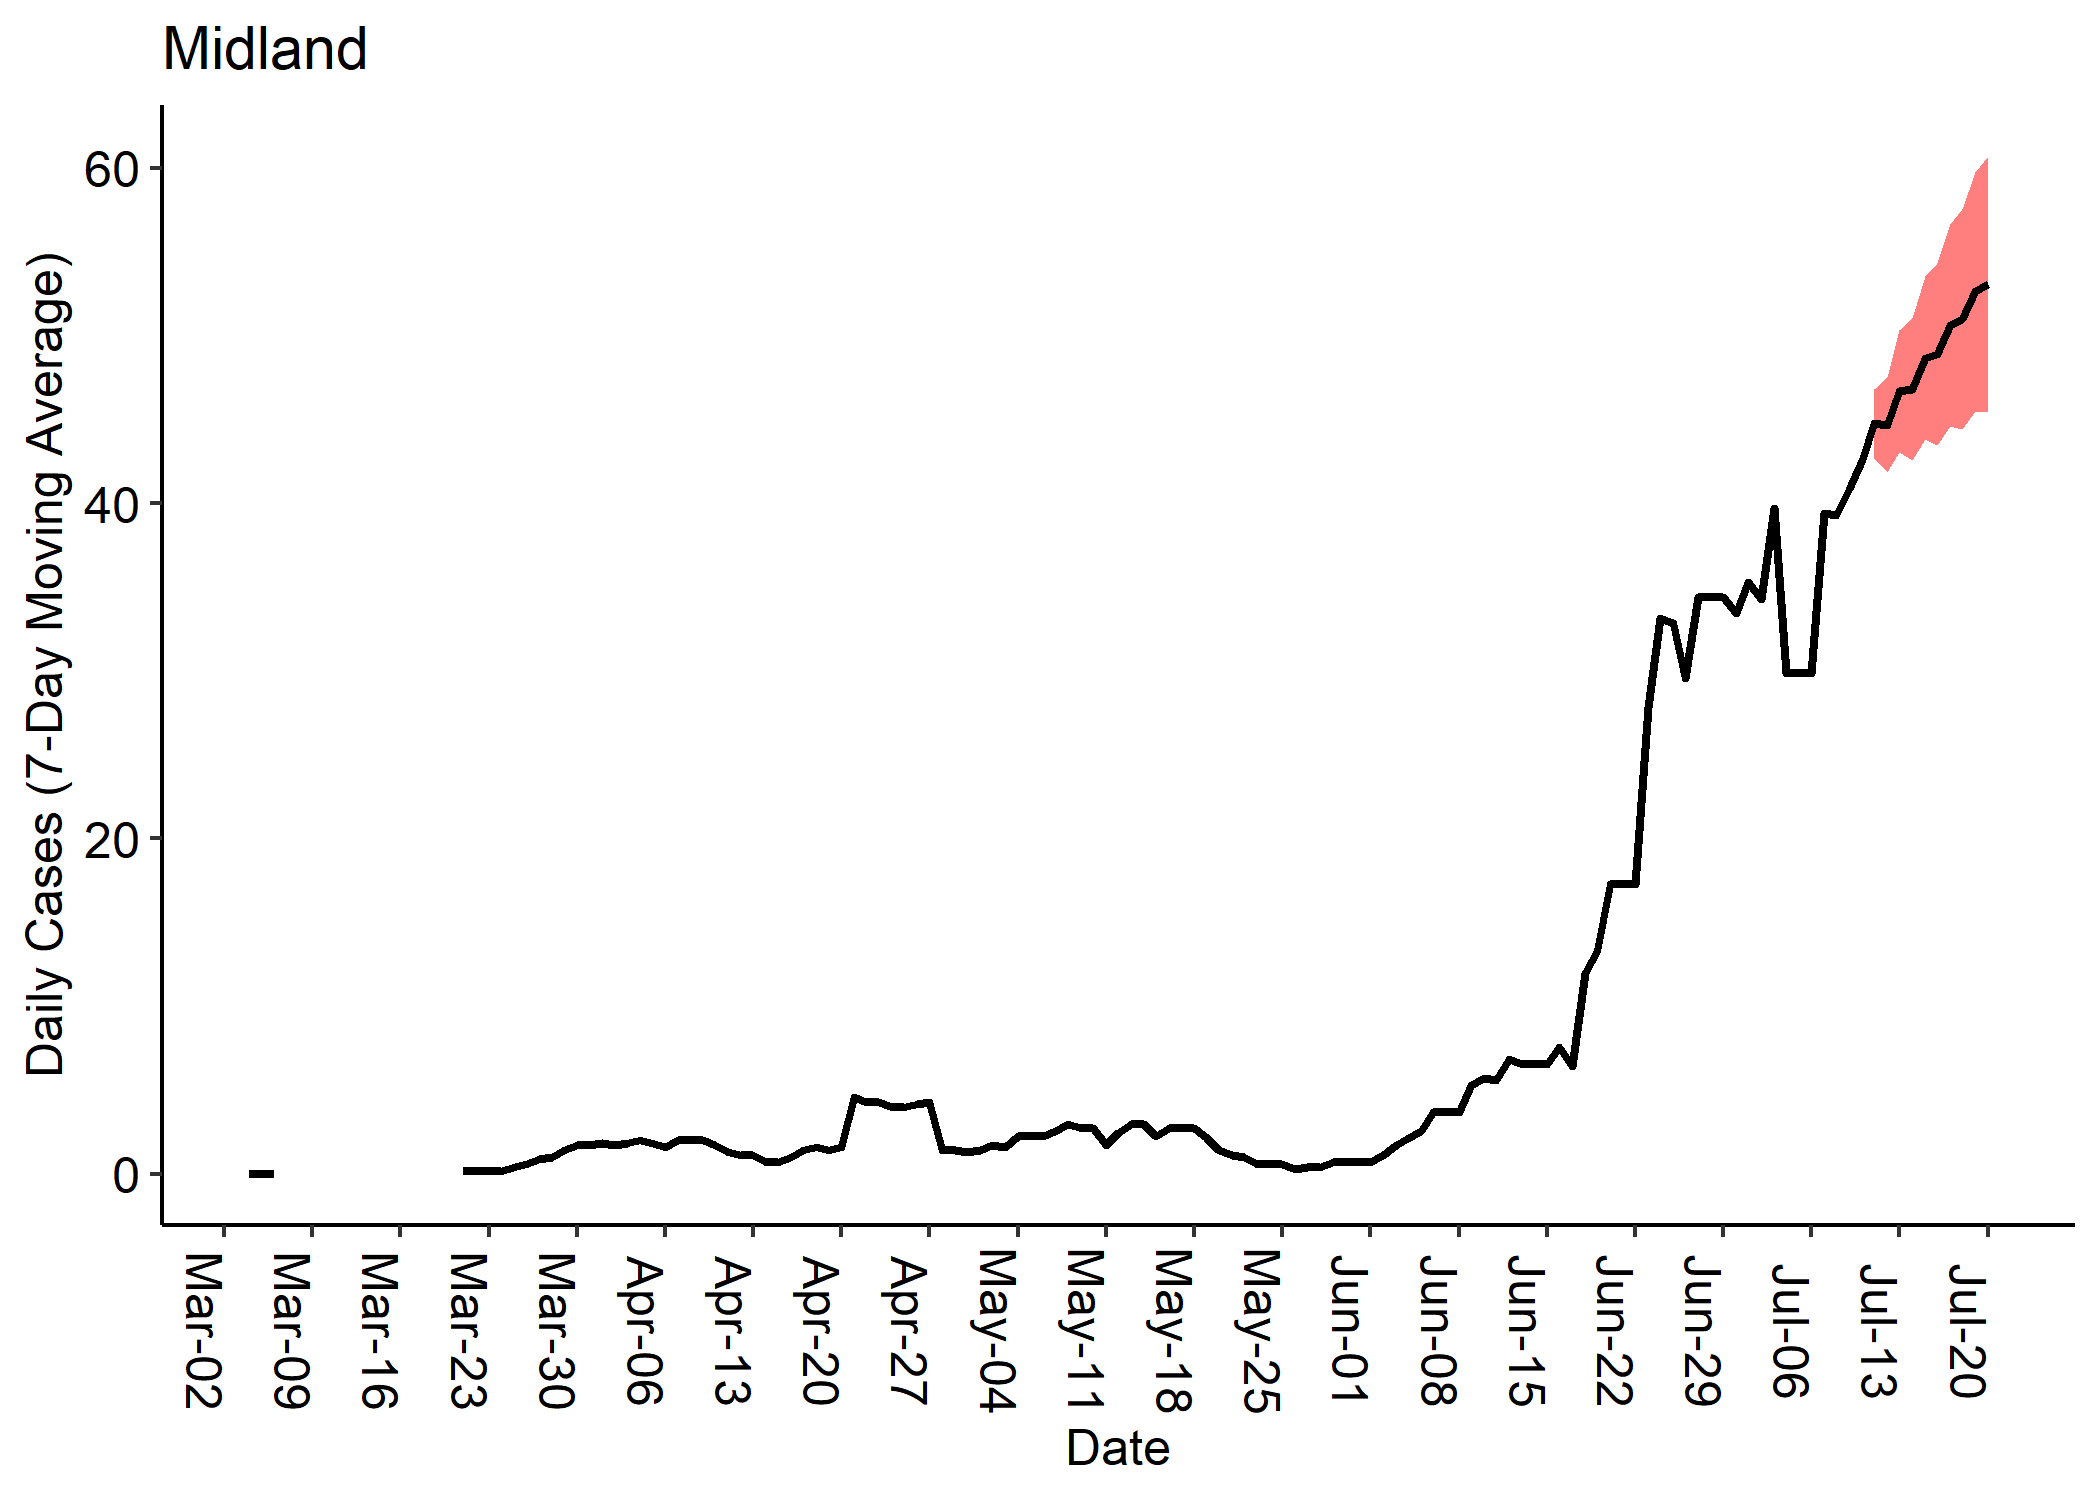 Midland
Daily Cases (7-Day Moving Average)
60
40
20
0
Mar-02
Mar-09
Mar-16
Mar-23
Mar-30
Apr-06
Apr-13
Apr-20
Apr-27
May-04
May-11
May-18
May-25
Jun-01
Jun-08
Jun-15
Jun-22
Jun-29
Jul-06
Jul-13
Jul-20
Date